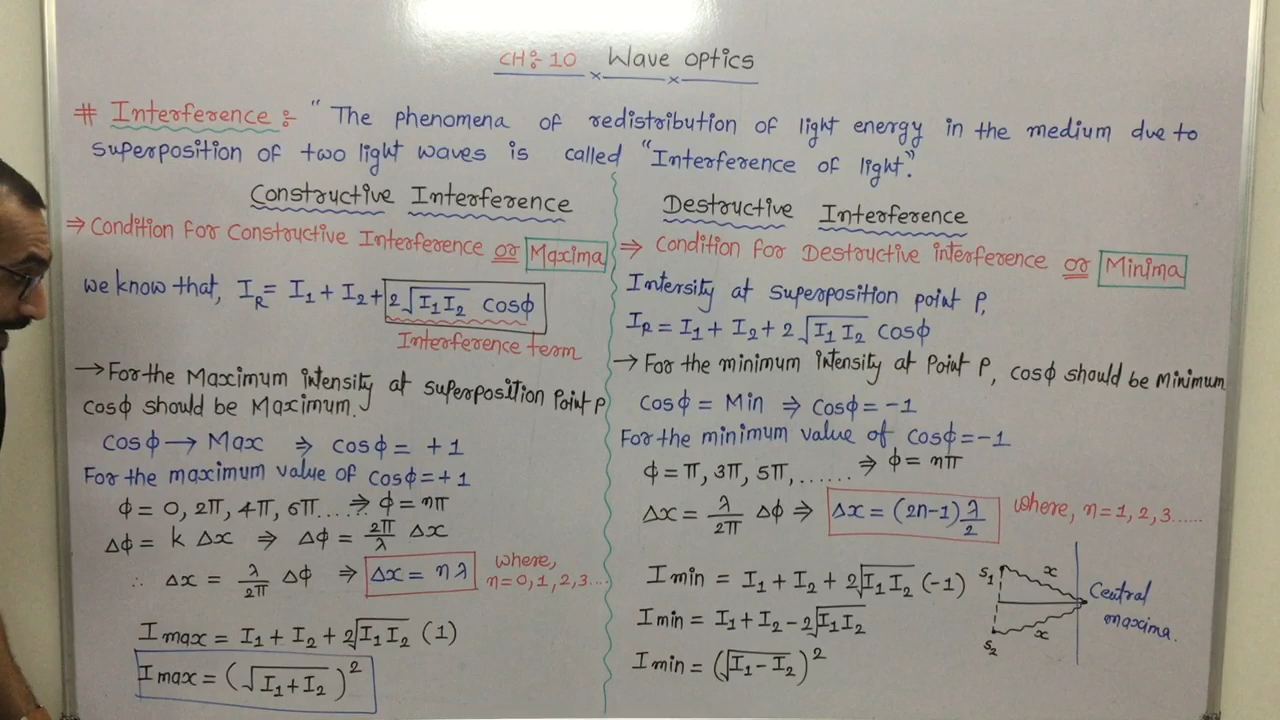 CH:- 10 Wave optics
# Interference :- "The phenomena of redistribution of light energy in the medium due to
superposition of two light waves is called "Interference of light".
Constructive Interference
⇒ Condition for Constructive Interference or Maxima
we know that, I_R = I₁ + I₂ + 2√(I₁I₂) cosϕ
Interference term
→ For the Maximum intensity at superposition Point P
cosϕ should be Maximum.
cosϕ → Max ⇒ cosϕ = +1
For the maximum value of cosϕ=+1
ϕ = 0, 2π, 4π, 6π..... ⇒ ϕ = nπ
Δϕ = k Δx ⇒ Δϕ = 2π/λ Δx
∴ Δx = λ/2π Δϕ ⇒ Δx = nλ where, n=0,1,2,3...
I max = I₁ + I₂ + 2√(I₁I₂) (1)
I max = (√(I₁+I₂))²
Destructive Interference
⇒ Condition for Destructive interference or Minima
Intersity at superposition point P,
I_R = I₁ + I₂ + 2√(I₁I₂) cosϕ
→ For the minimum intensity at Point P, cosϕ should be Minimum
cosϕ = Min ⇒ cosϕ = -1
For the minimum value of cosϕ=-1
ϕ = π, 3π, 5π,...... ⇒ ϕ = nπ
Δx = λ/2π Δϕ ⇒ Δx = (2n-1) λ/2 where, n=1,2,3......
I min = I₁ + I₂ + 2√(I₁I₂) (-1)
I min = I₁ + I₂ - 2√(I₁I₂)
I min = (√(I₁-I₂))²
S₁ x
Central
maxima.
S₂ x